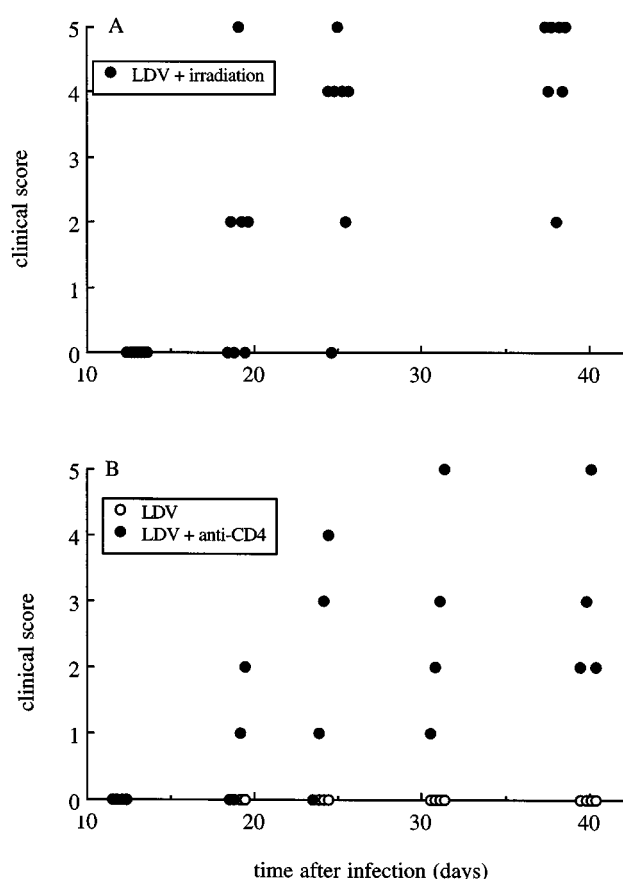 A
5
LDV + irradiation
4
3
clinical score
2
1
0
10 20 30 40
B
5
LDV
LDV + anti-CD4
4
3
clinical score
2
1
0
10 20 30 40
time after infection (days)